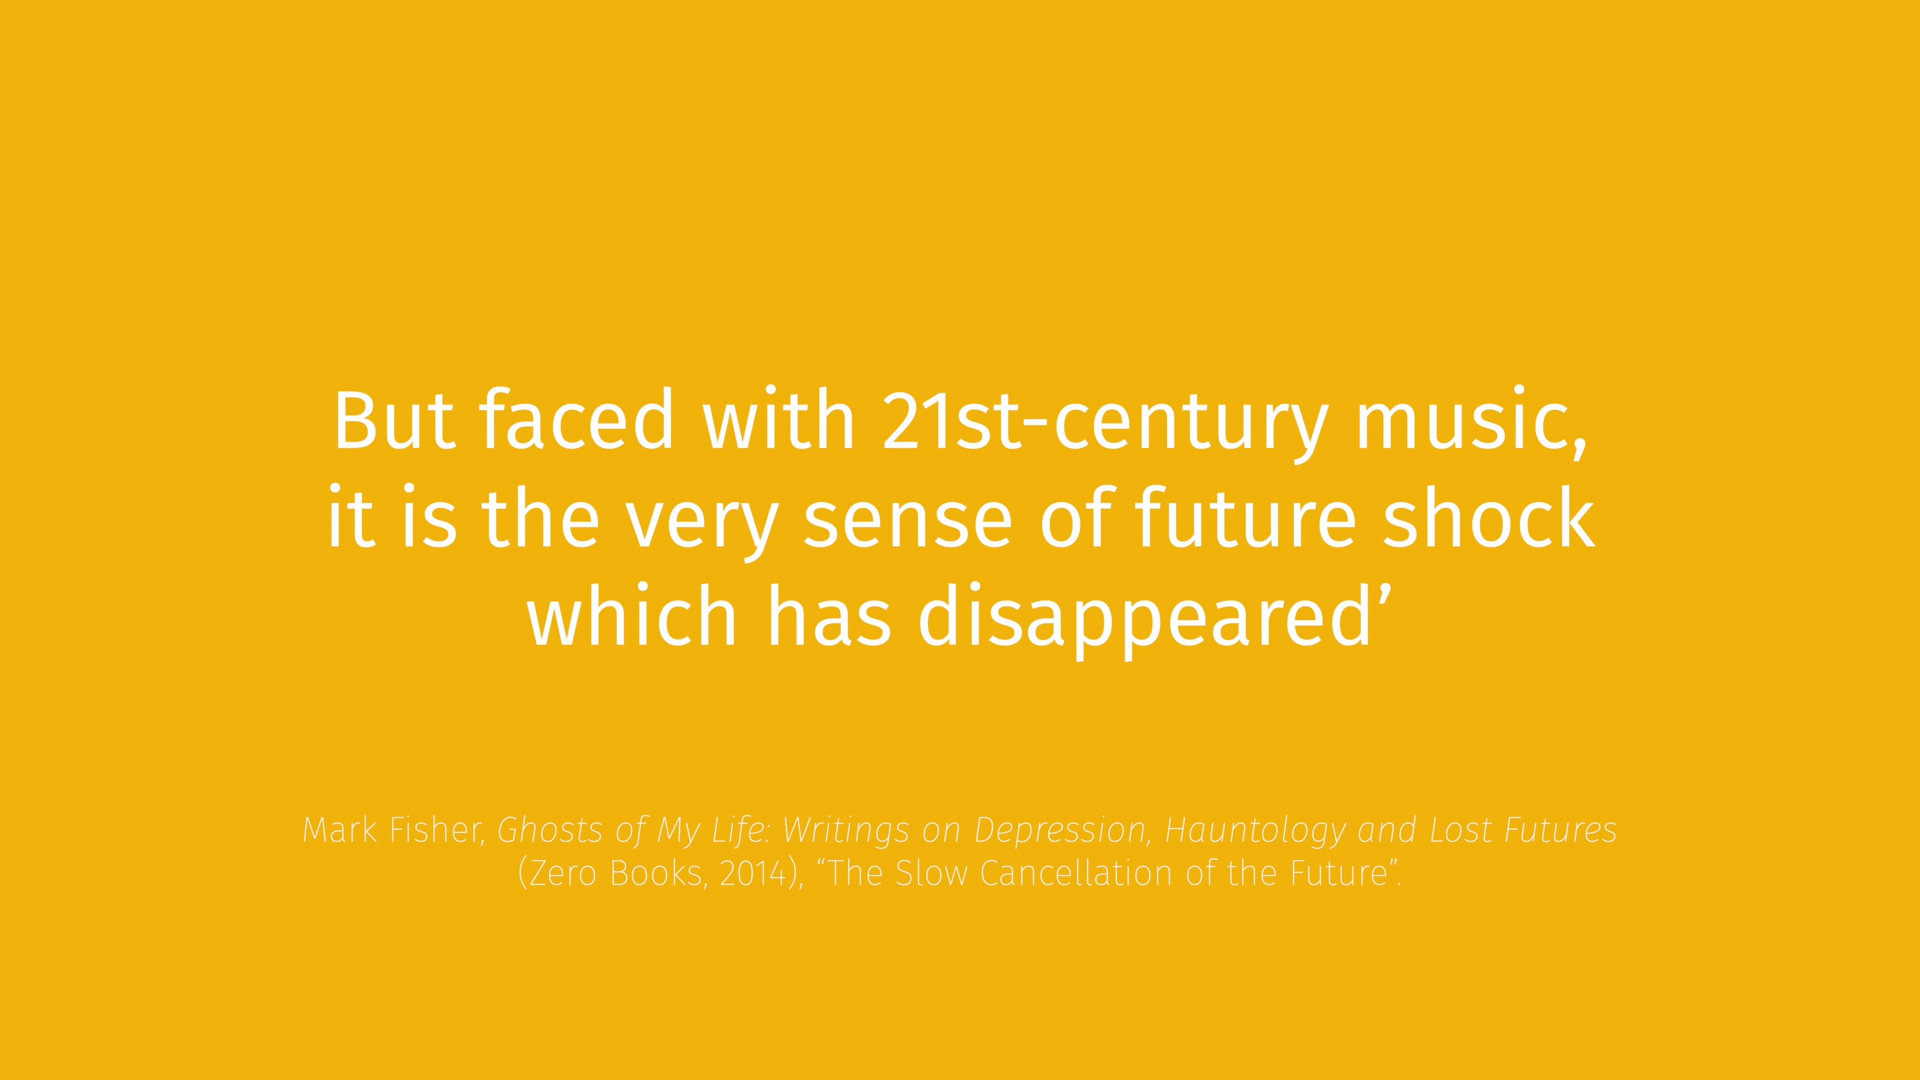 But faced with 21st-century music,
it is the very sense of future shock
which has disappeared’
Mark Fisher, Ghosts of My Life: Writings on Depression, Hauntology and Lost Futures
(Zero Books, 2014), “The Slow Cancellation of the Future”.